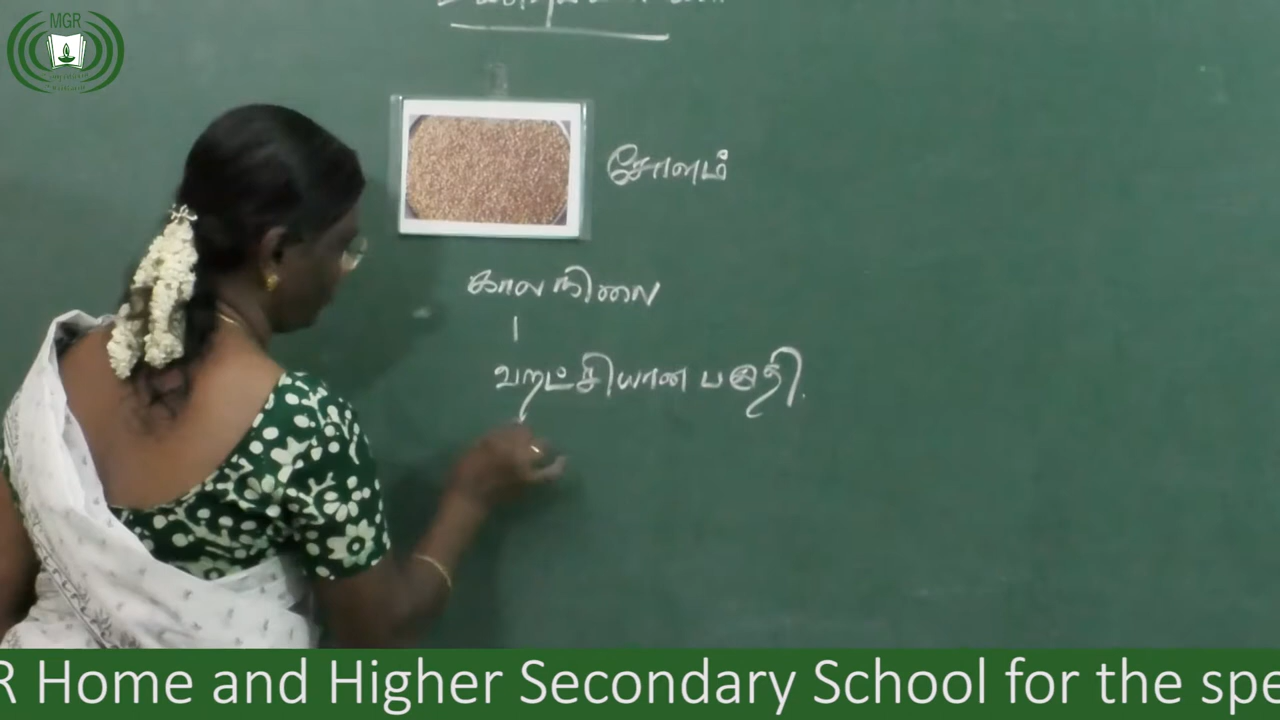 MGR
சோளம்
காலநிலை
வறட்சியான பகுதி.
R Home and Higher Secondary School for the spe